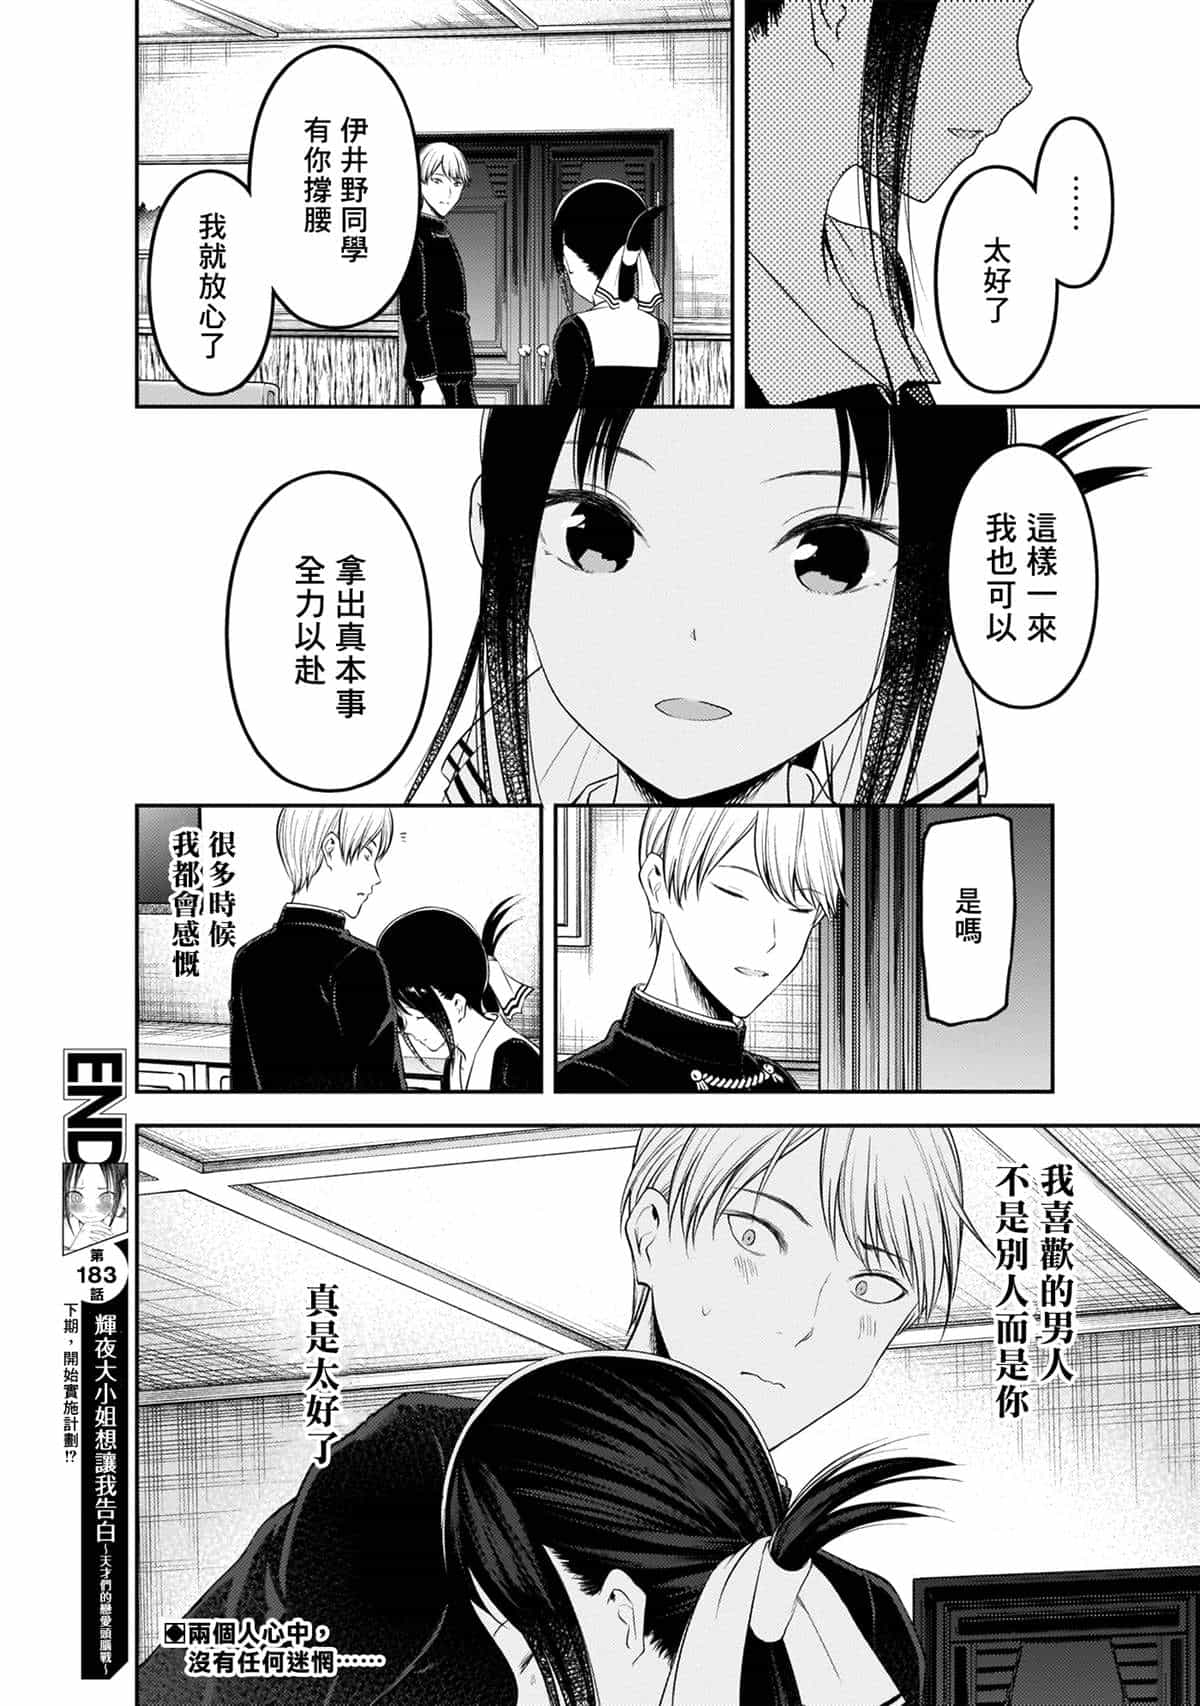 ……
太好了
伊井野同學
有你撐腰
我就放心了
這樣一來
我也可以
拿出真本事
全力以赴
是嗎
很多時候
我都會感慨
我喜歡的男人
不是別人而是你
真是太好了
兩個人心中，
沒有任何迷惘……
END
第
183
話
輝夜大小姐想讓我告白~天才們的戀愛頭腦戰~
下期，開始實施計劃!?